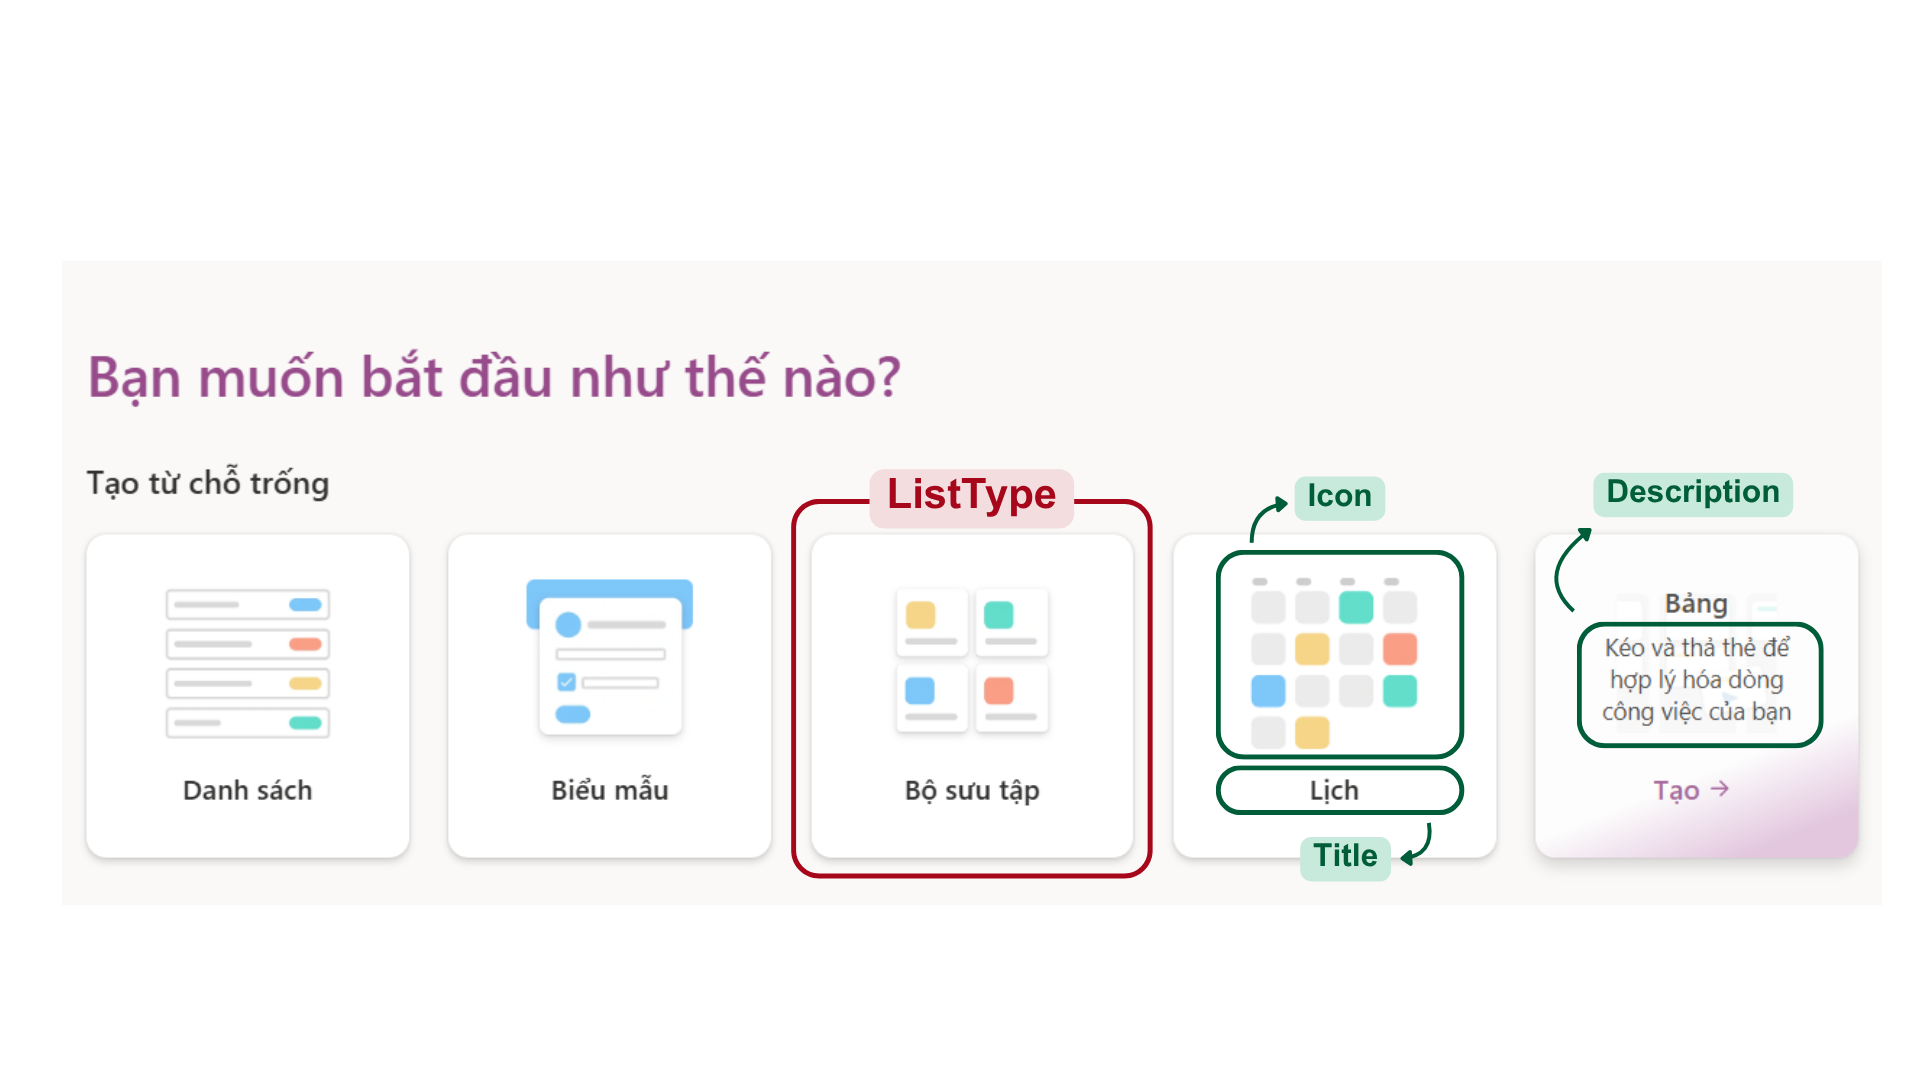 Bạn muốn bắt đầu như thế nào?
Tạo từ chỗ trống
ListType
Icon
Description
Danh sách
Biểu mẫu
Bộ sưu tập
Lịch
Title
Bảng
Kéo và thả thẻ để
hợp lý hóa dòng
công việc của bạn
Tạo →